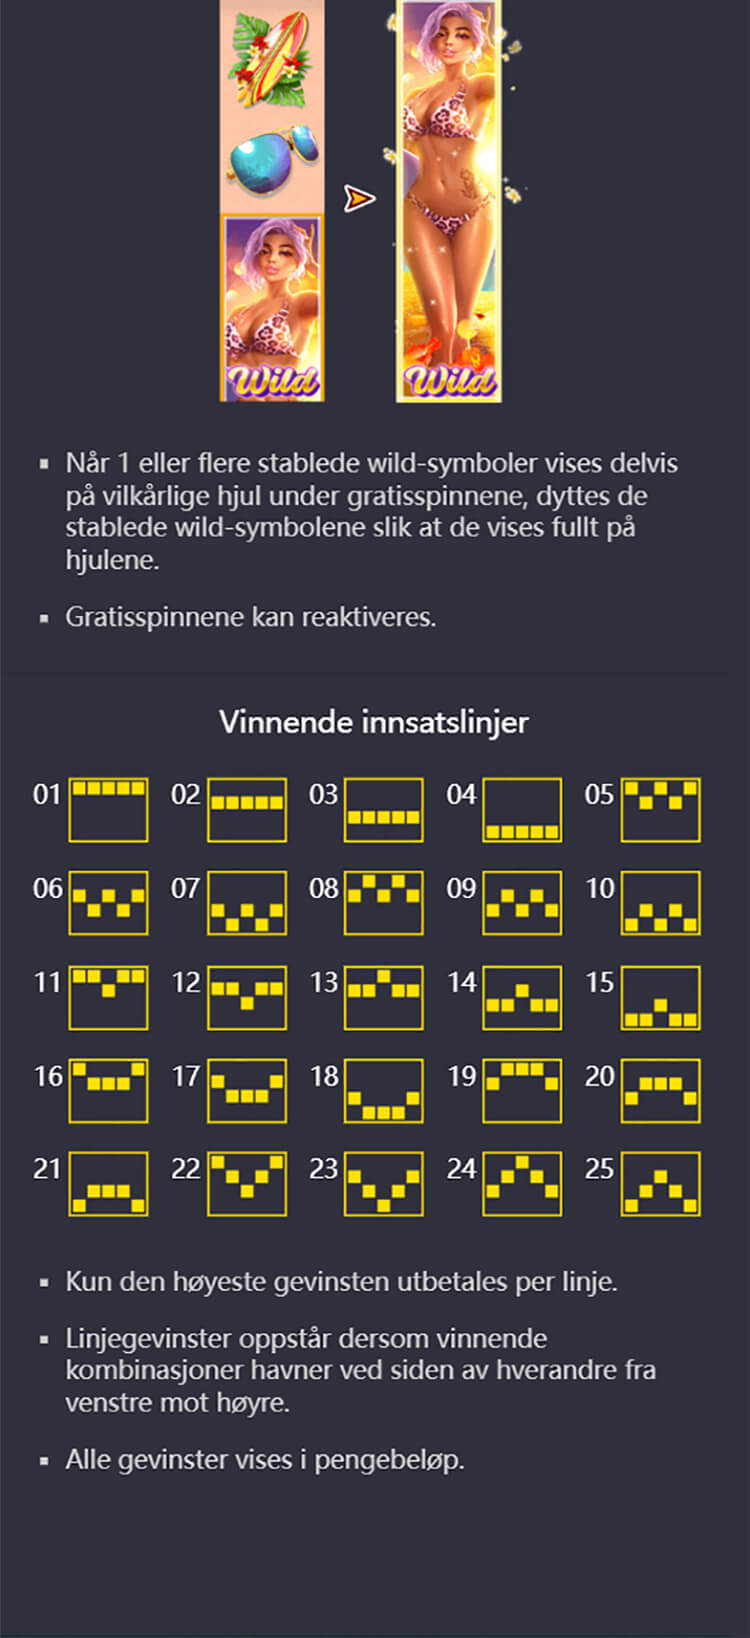 Wild
Wild
▪ Når 1 eller flere stablede wild-symboler vises delvis
på vilkårlige hjul under gratisspinnene, dyttes de
stablede wild-symbolene slik at de vises fullt på
hjulene.
▪ Gratisspinnene kan reaktiveres.
Vinnende innsatslinjer
01 02 03 04 05
06 07 08 09 10
11 12 13 14 15
16 17 18 19 20
21 22 23 24 25
▪ Kun den høyeste gevinsten utbetales per linje.
▪ Linjegevinster oppstår dersom vinnende
kombinasjoner havner ved siden av hverandre fra
venstre mot høyre.
▪ Alle gevinster vises i pengebeløp.